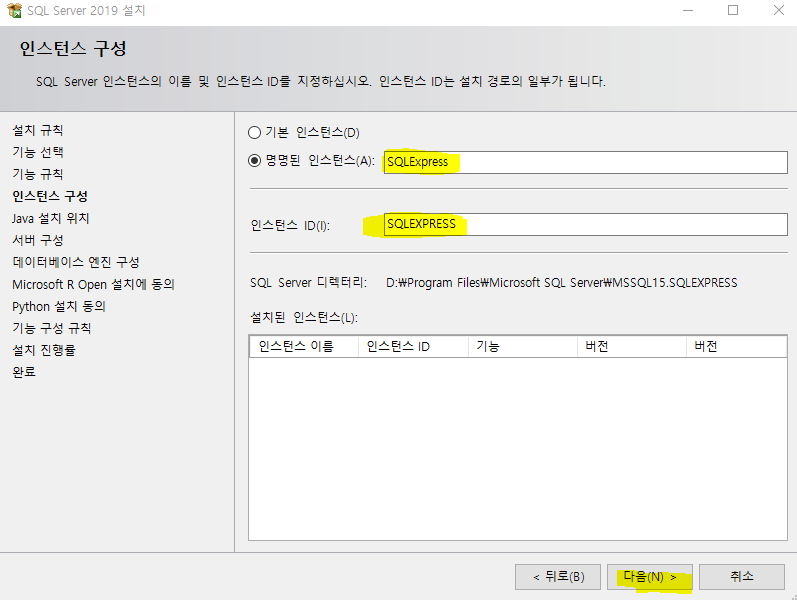 SQL Server 2019 설치
인스턴스 구성
SQL Server 인스턴스의 이름 및 인스턴스 ID를 지정하십시오. 인스턴스 ID는 설치 경로의 일부가 됩니다.
설치 규칙
기능 선택
기능 규칙
인스턴스 구성
Java 설치 위치
서버 구성
데이터베이스 엔진 구성
Microsoft R Open 설치에 동의
Python 설치 동의
기능 구성 규칙
설치 진행률
완료
기본 인스턴스(D)
명명된 인스턴스(A): SQLExpress
인스턴스 ID(I): SQLEXPRESS
SQL Server 디렉터리: D:₩Program Files₩Microsoft SQL Server₩MSSQL15.SQLEXPRESS
설치된 인스턴스(L):
인스턴스 이름 인스턴스 ID 기능 버전 버전
< 뒤로(B) 다음(N) > 취소